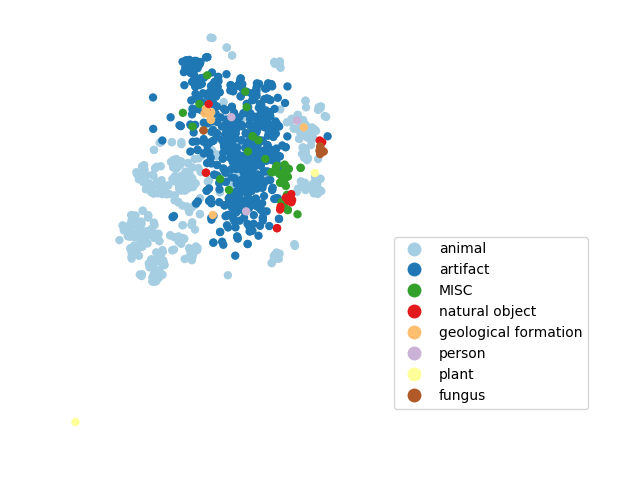 animal
artifact
MISC
natural object
geological formation
person
plant
fungus